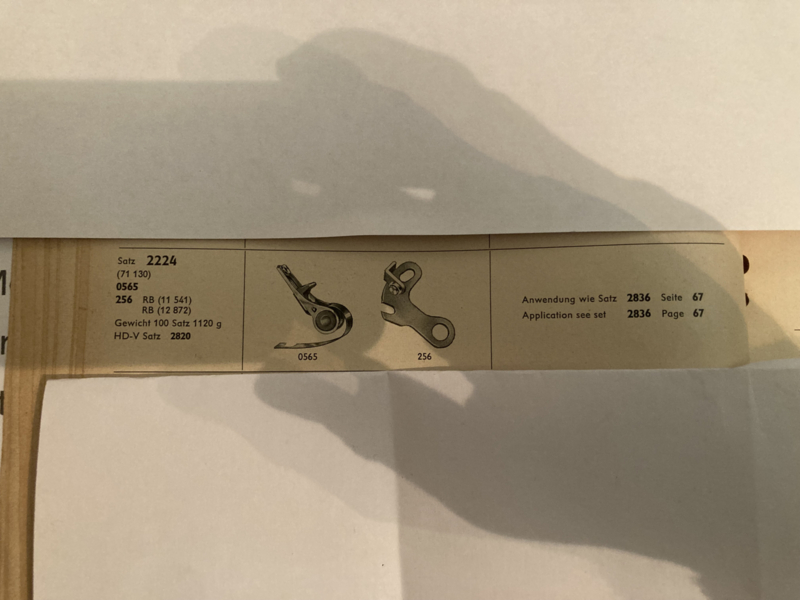 Satz 2224
(71 130)
0565
256 RB (11 541)
RB (12 872)
Gewicht 100 Satz 1120 g
HD-V Satz 2820
0565
256
Anwendung wie Satz 2836 Seite 67
Application see set 2836 Page 67